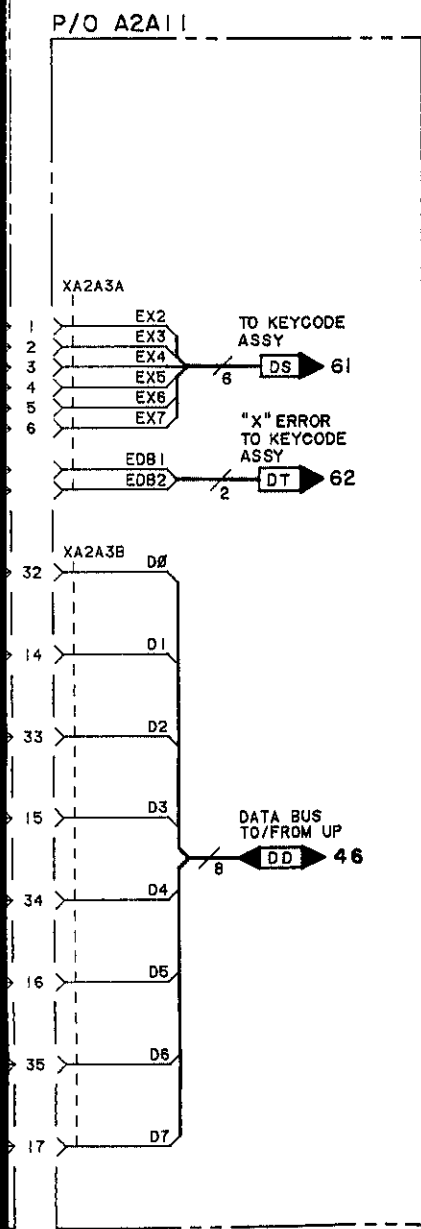 P/O A2A11
XA2A3A
1 EX2
2 EX3
3 EX4
4 EX5
5 EX6
6 EX7
TO KEYCODE
ASSY
6 DS 61
EDB1
EDB2
"X" ERROR
TO KEYCODE
ASSY
2 DT 62
XA2A3B
32 DØ
14 D1
33 D2
15 D3
DATA BUS
TO/FROM UP
8 DD 46
34 D4
16 D5
35 D6
17 D7